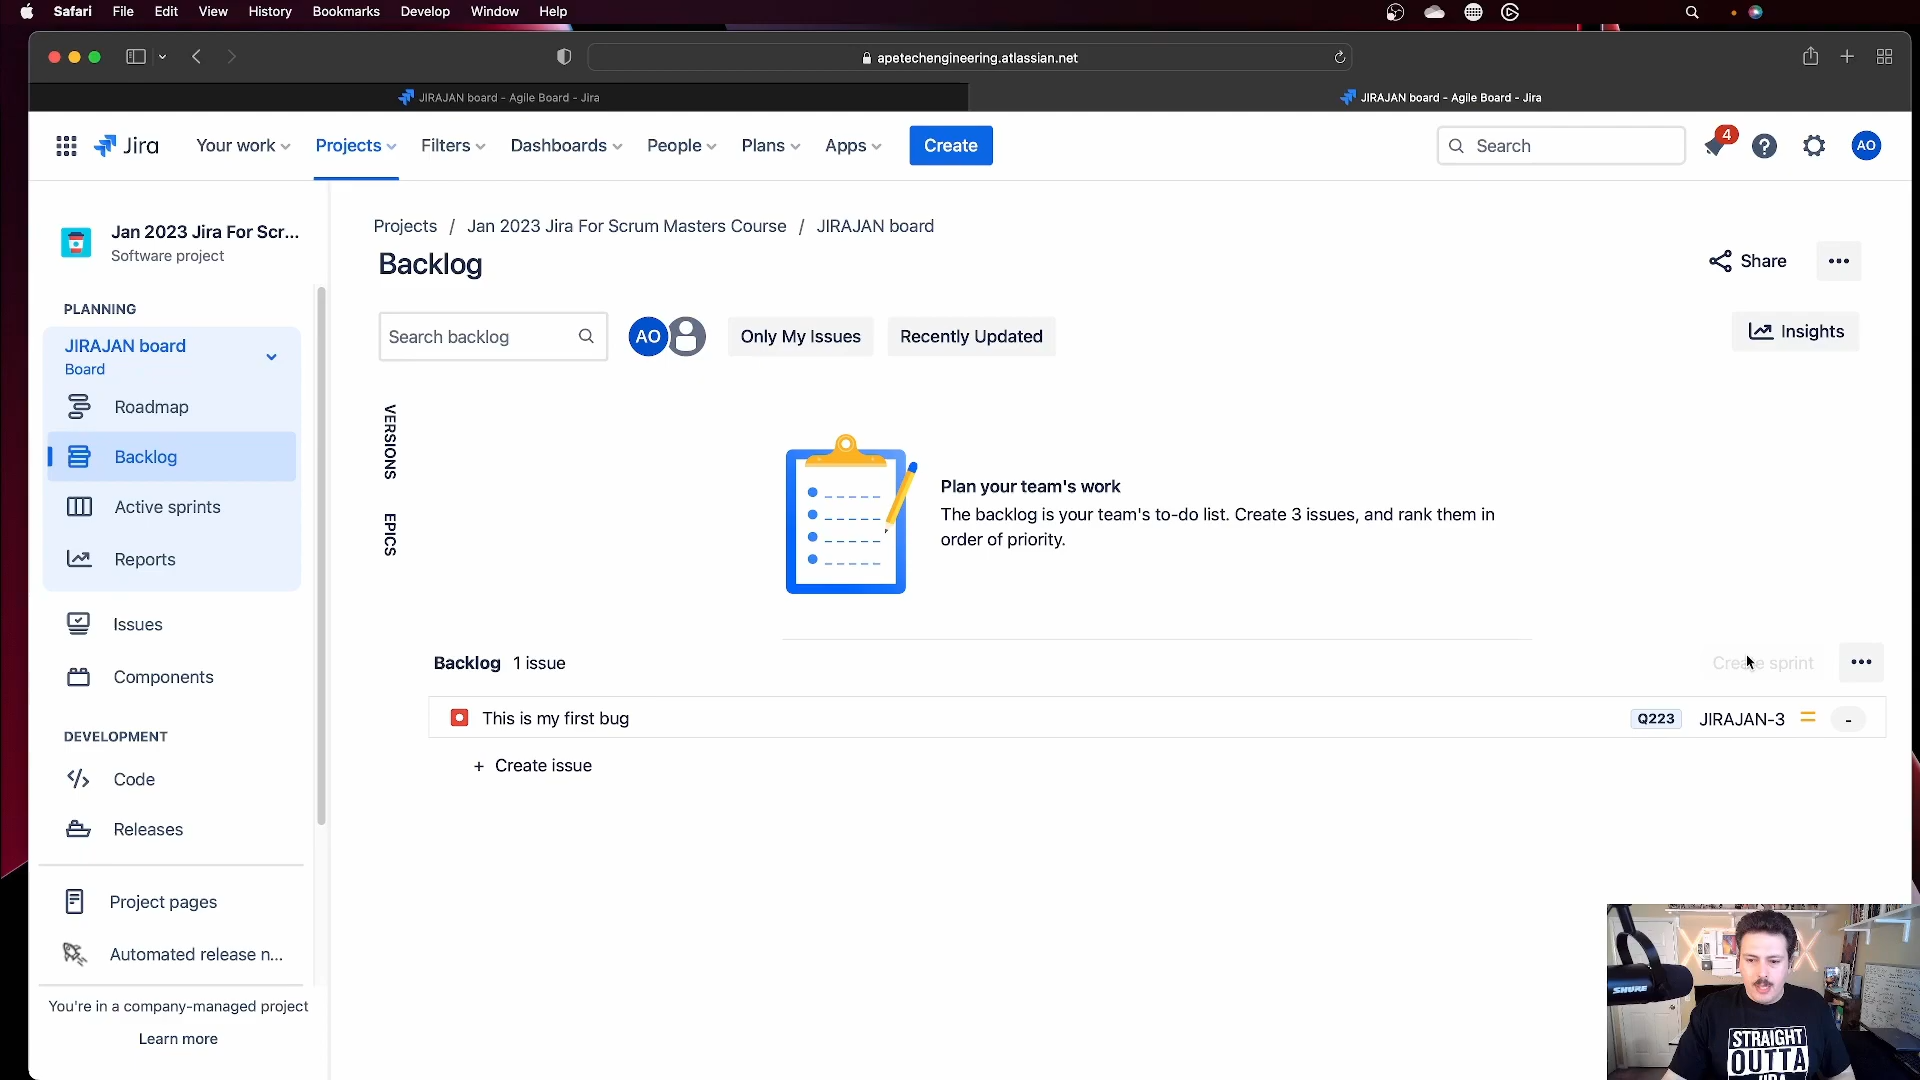 Safari File Edit View History Bookmarks Develop Window Help
apetechengineering.atlassian.net
JIRAJAN board - Agile Board - Jira
JIRAJAN board - Agile Board - Jira
Jira Your work Projects Filters Dashboards People Plans Apps Create Search 4 AO
Jan 2023 Jira For Scr...
Software project
PLANNING
JIRAJAN board
Board
Roadmap
Backlog
Active sprints
Reports
Issues
Components
DEVELOPMENT
Code
Releases
Project pages
Automated release n...
You're in a company-managed project
Learn more
Projects / Jan 2023 Jira For Scrum Masters Course / JIRAJAN board
Backlog
Share
Search backlog AO Only My Issues Recently Updated
Insights
VERSIONS
EPICS
Plan your team's work
The backlog is your team's to-do list. Create 3 issues, and rank them in
order of priority.
Backlog 1 issue
Create sprint
This is my first bug Q223 JIRAJAN-3 -
+ Create issue
SHURE
STRAIGHT
OUTTA